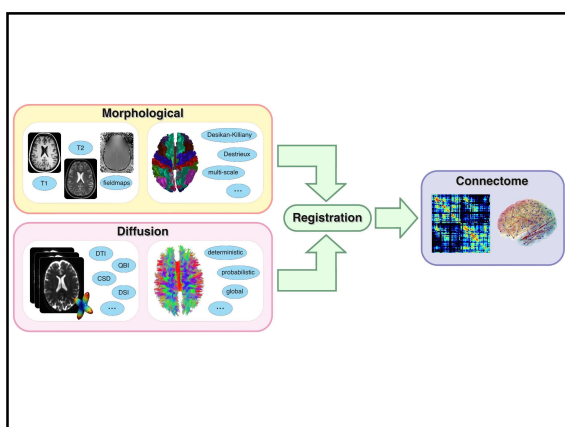 Morphological
T1
T2
fieldmaps
Desikan-Killiany
Destrieux
multi-scale
...
Diffusion
DTI
QBI
CSD
DSI
...
deterministic
probabilistic
global
...
Registration
Connectome